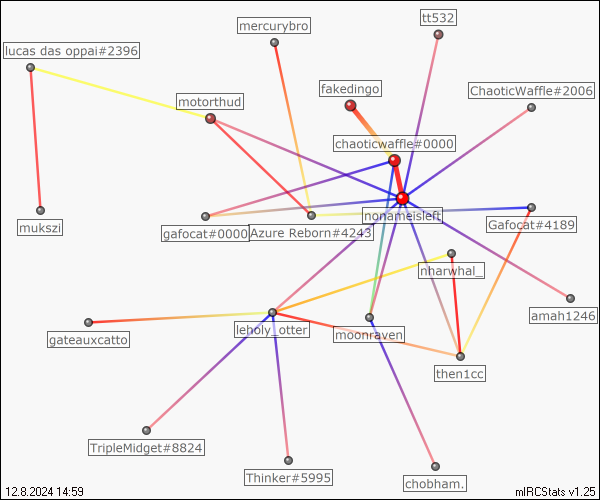 tt532
mercurybro
lucas das oppai#2396
fakedingo
ChaoticWaffle#2006
motorthud
chaoticwaffle#0000
nonameisleft
mukszi
gafocat#0000
Azure Reborn#4243
Gafocat#4189
nharwhal_
amah1246
leholy_otter
moonraven
gateauxcatto
then1cc
TripleMidget#8824
Thinker#5995
chobham.
12.8.2024 14:59
mIRCStats v1.25